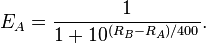 E_A = \frac{1}{1 + 10^{(R_B - R_A)/400}}.